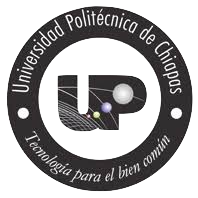 Universidad Politécnica de Chiapas
UP
Tecnología para el bien común